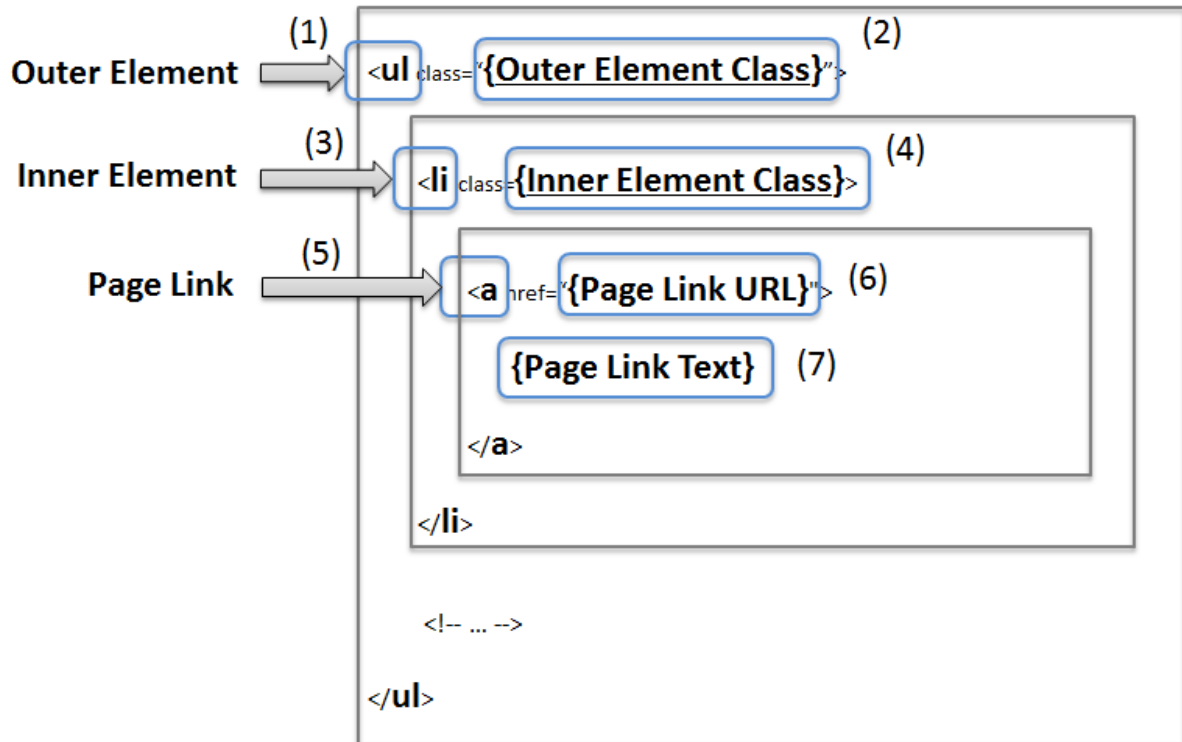 (1) (2)
Outer Element <ul class="{Outer Element Class}">
(3) (4)
Inner Element <li class={Inner Element Class}>
(5)
Page Link <a href="{Page Link URL}"> (6)
{Page Link Text} (7)
</a>
</li>
<!-- ... -->
</ul>